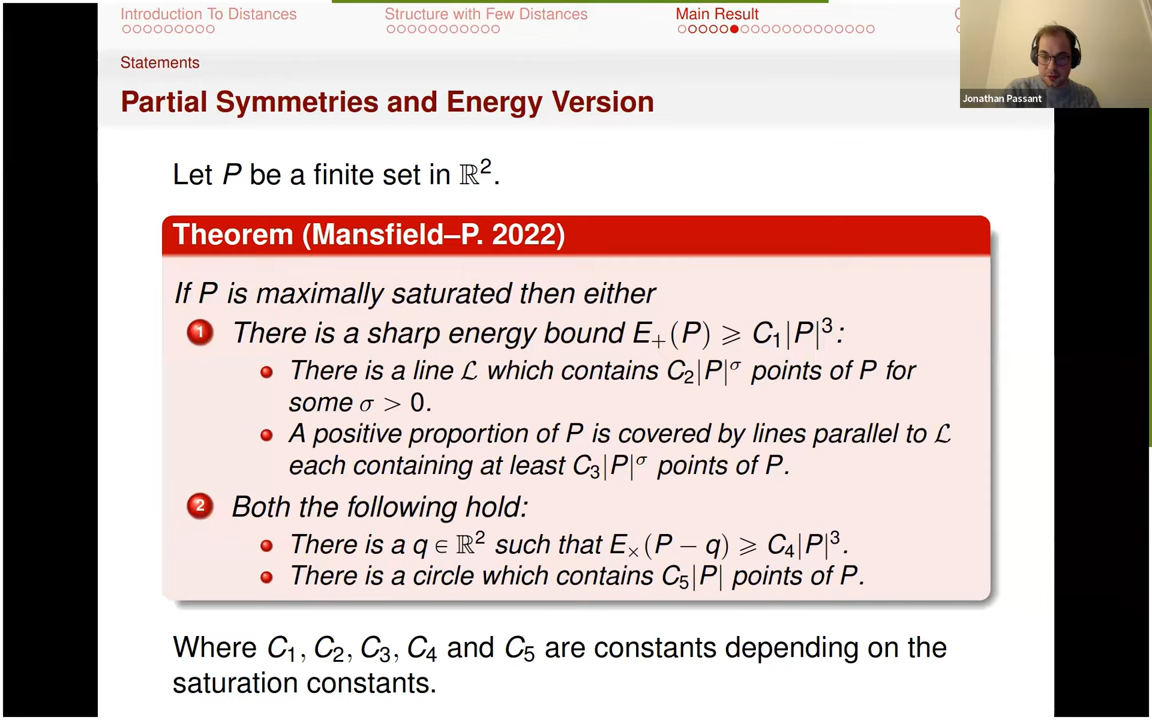 Introduction To Distances
Structure with Few Distances
Main Result
Statements
Partial Symmetries and Energy Version
Jonathan Passant
Let P be a finite set in ℝ².
Theorem (Mansfield–P. 2022)
If P is maximally saturated then either
1 There is a sharp energy bound E₊(P) ⩾ C₁|P|³:
There is a line ℒ which contains C₂|P|^σ points of P for
some σ > 0.
A positive proportion of P is covered by lines parallel to ℒ
each containing at least C₃|P|^σ points of P.
2 Both the following hold:
There is a q ∈ ℝ² such that E×(P − q) ⩾ C₄|P|³.
There is a circle which contains C₅|P| points of P.
Where C₁, C₂, C₃, C₄ and C₅ are constants depending on the
saturation constants.